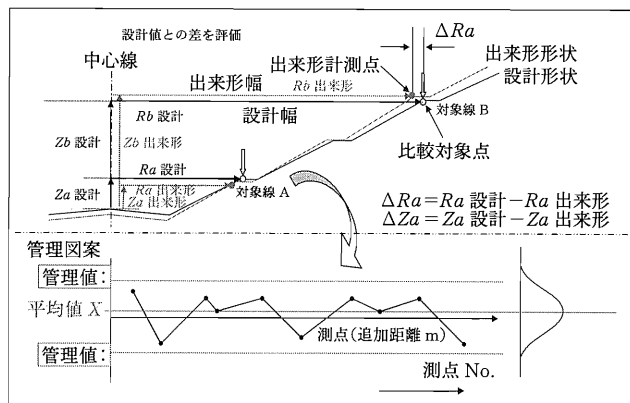 設計値との差を評価
中心線
ΔRa
出来形計測点
出来形形状
設計形状
出来形幅
Rb 出来形
Rb 設計
設計幅
対象線 B
Zb 設計
Zb 出来形
比較対象点
Ra 設計
Za 設計
Ra 出来形
Za 出来形
対象線 A
ΔRa＝Ra 設計－Ra 出来形
ΔZa＝Za 設計－Za 出来形
管理図案
管理値:
平均値 X
測点(追加距離 m)
管理値:
測点 No.